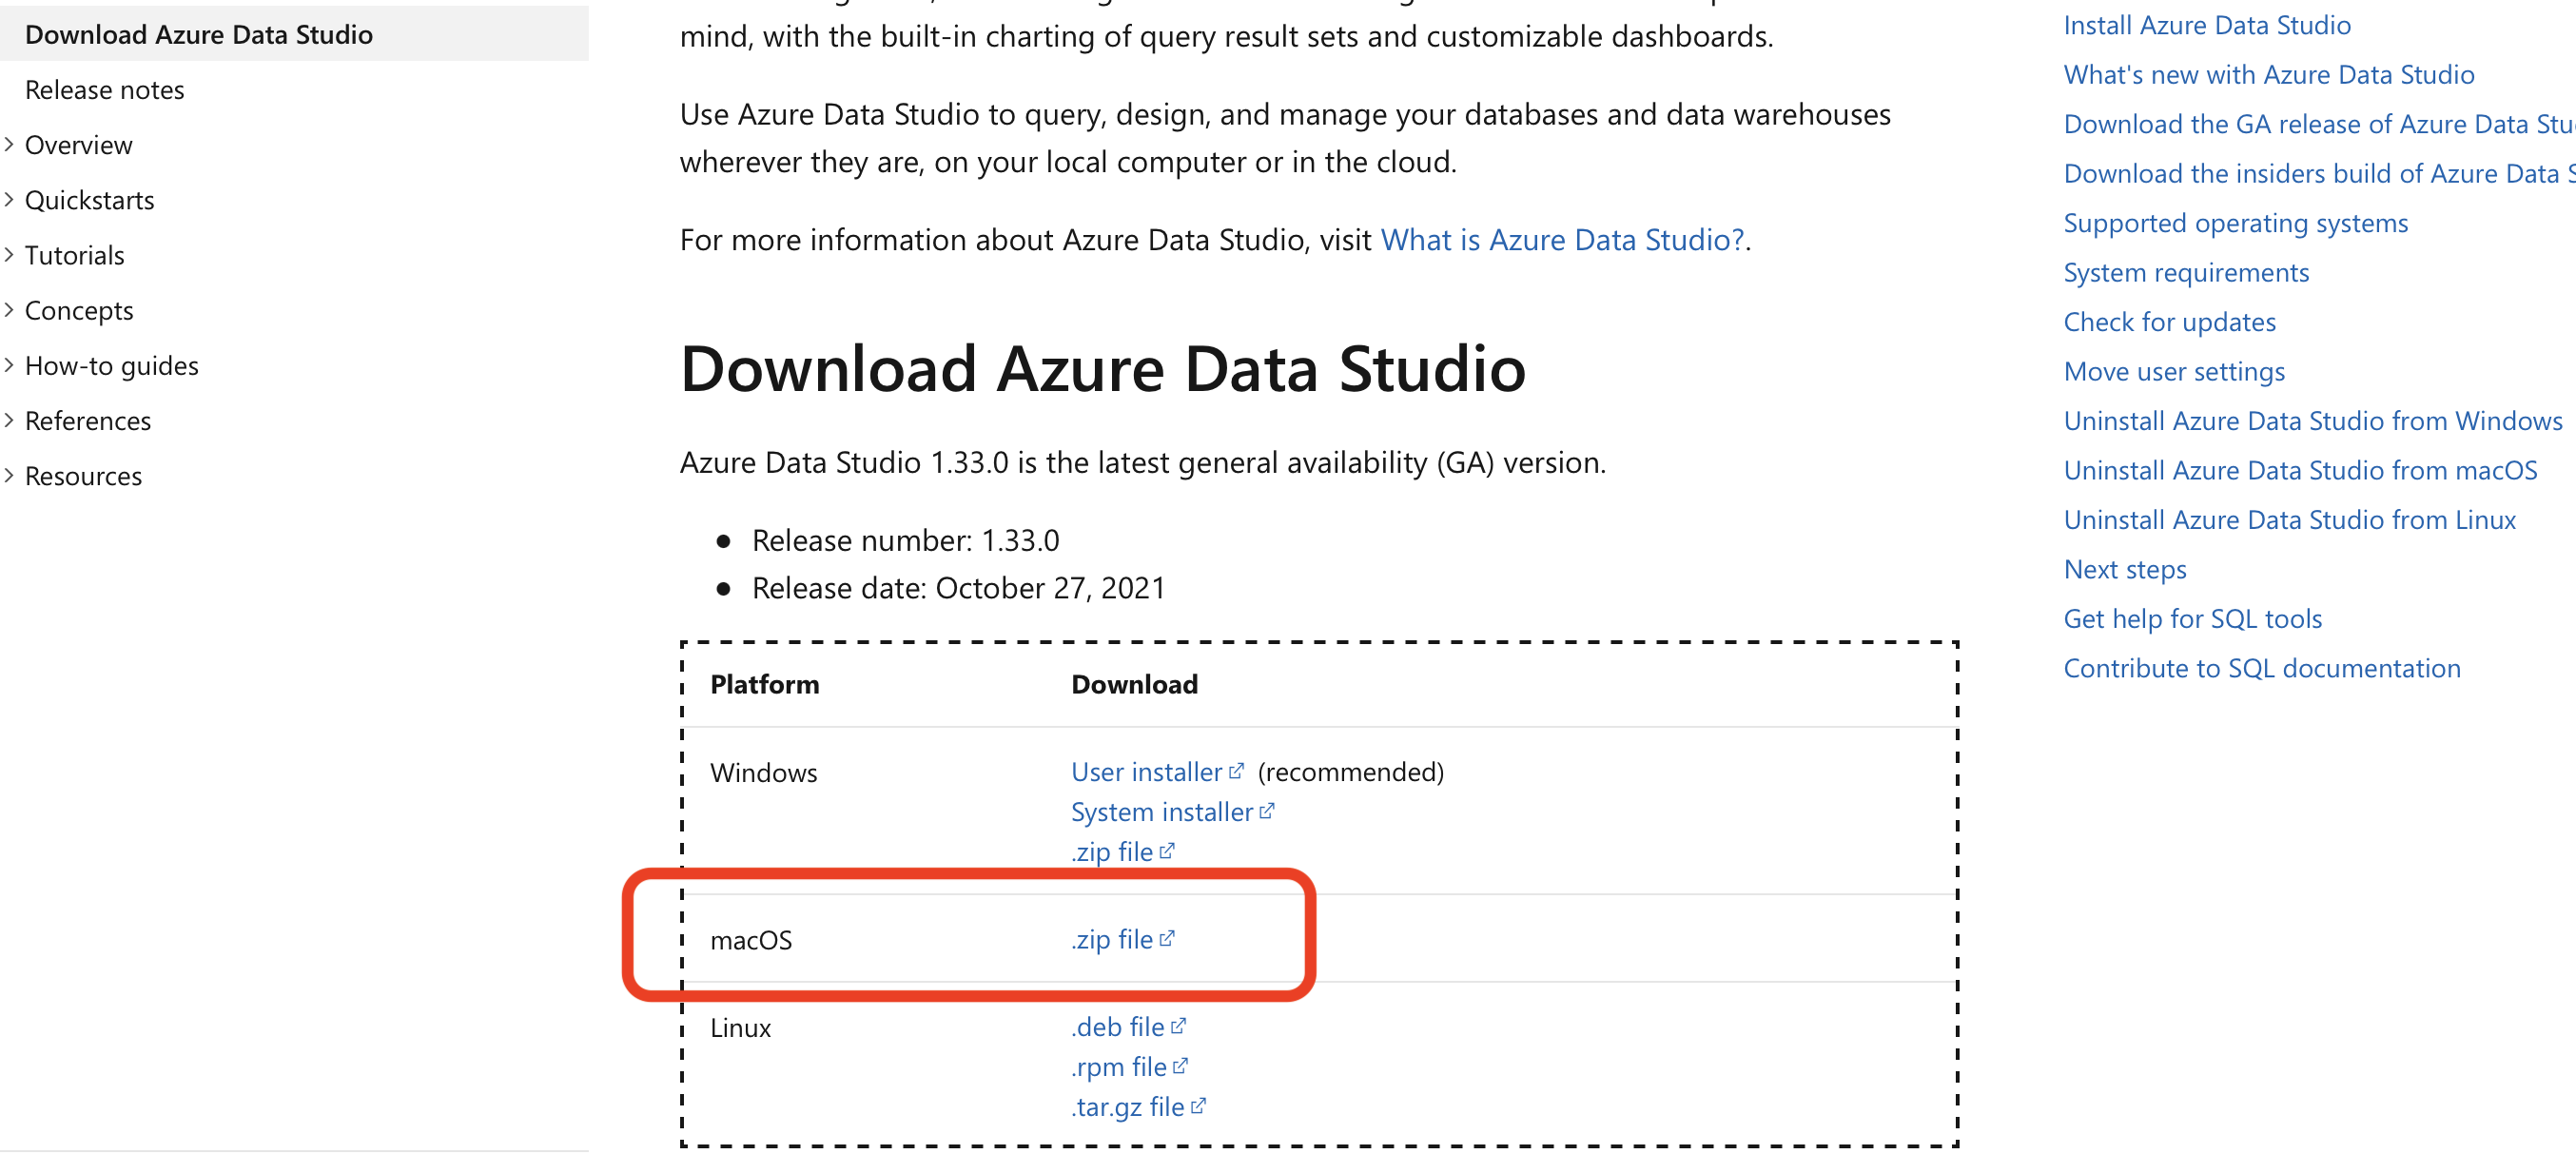 Download Azure Data Studio
Release notes
Overview
Quickstarts
Tutorials
Concepts
How-to guides
References
Resources
mind, with the built-in charting of query result sets and customizable dashboards.
Use Azure Data Studio to query, design, and manage your databases and data warehouses
wherever they are, on your local computer or in the cloud.
For more information about Azure Data Studio, visit What is Azure Data Studio?.
Download Azure Data Studio
Azure Data Studio 1.33.0 is the latest general availability (GA) version.
Release number: 1.33.0
Release date: October 27, 2021
Platform Download
Windows User installer (recommended)
System installer
.zip file
macOS .zip file
Linux .deb file
.rpm file
.tar.gz file
Install Azure Data Studio
What's new with Azure Data Studio
Download the GA release of Azure Data Stu
Download the insiders build of Azure Data S
Supported operating systems
System requirements
Check for updates
Move user settings
Uninstall Azure Data Studio from Windows
Uninstall Azure Data Studio from macOS
Uninstall Azure Data Studio from Linux
Next steps
Get help for SQL tools
Contribute to SQL documentation